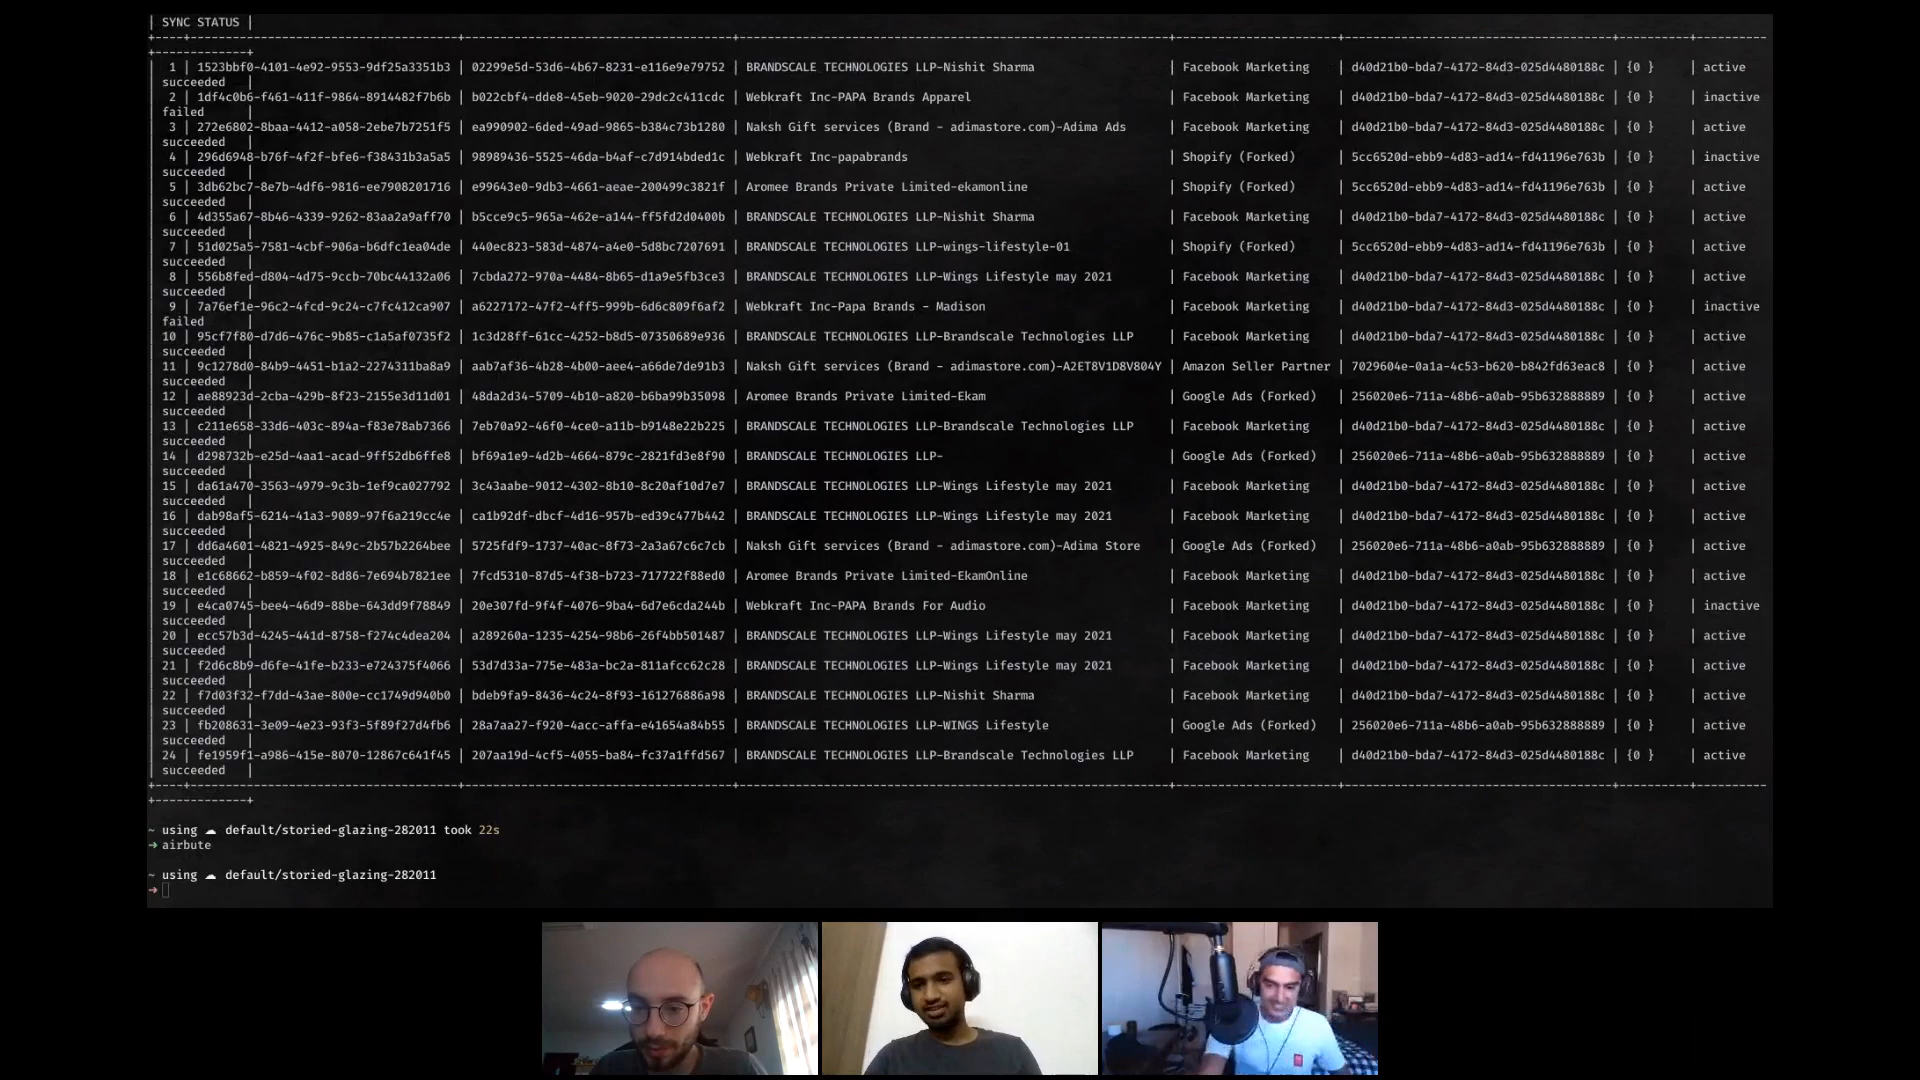 | SYNC STATUS |
+----+--------------------------------------+--------------------------------------+--------------------------------------------------------------+-----------------------+--------------------------------------+----------+----------
+-------------+
| 1 | 1523bbf0-4101-4e92-9553-9df25a3351b3 | 02299e5d-53d6-4b67-8231-e116e9e79752 | BRANDSCALE TECHNOLOGIES LLP-Nishit Sharma | Facebook Marketing | d40d21b0-bda7-4172-84d3-025d4480188c | {0 } | active
| succeeded |
| 2 | 1df4c0b6-f461-411f-9864-8914482f7b6b | b022cbf4-dde8-45eb-9020-29dc2c411cdc | Webkraft Inc-PAPA Brands Apparel | Facebook Marketing | d40d21b0-bda7-4172-84d3-025d4480188c | {0 } | inactive
| failed |
| 3 | 272e6802-8baa-4412-a058-2ebe7b7251f5 | ea990902-6ded-49ad-9865-b384c73b1280 | Naksh Gift services (Brand - adimastore.com)-Adima Ads | Facebook Marketing | d40d21b0-bda7-4172-84d3-025d4480188c | {0 } | active
| succeeded |
| 4 | 296d6948-b76f-4f2f-bfe6-f38431b3a5a5 | 98989436-5525-46da-b4af-c7d914bded1c | Webkraft Inc-papabrands | Shopify (Forked) | 5cc6520d-ebb9-4d83-ad14-fd41196e763b | {0 } | inactive
| succeeded |
| 5 | 3db62bc7-8e7b-4df6-9816-ee7908201716 | e99643e0-9db3-4661-aeae-200499c3821f | Aromee Brands Private Limited-ekamonline | Shopify (Forked) | 5cc6520d-ebb9-4d83-ad14-fd41196e763b | {0 } | active
| succeeded |
| 6 | 4d355a67-8b46-4339-9262-83aa2a9aff70 | b5cce9c5-965a-462e-a144-ff5fd2d0400b | BRANDSCALE TECHNOLOGIES LLP-Nishit Sharma | Facebook Marketing | d40d21b0-bda7-4172-84d3-025d4480188c | {0 } | active
| succeeded |
| 7 | 51d025a5-7581-4cbf-906a-b6dfc1ea04de | 440ec823-583d-4874-a4e0-5d8bc7207691 | BRANDSCALE TECHNOLOGIES LLP-wings-lifestyle-01 | Shopify (Forked) | 5cc6520d-ebb9-4d83-ad14-fd41196e763b | {0 } | active
| succeeded |
| 8 | 556b8fed-d804-4d75-9ccb-70bc44132a06 | 7cbda272-970a-4484-8b65-d1a9e5fb3ce3 | BRANDSCALE TECHNOLOGIES LLP-Wings Lifestyle may 2021 | Facebook Marketing | d40d21b0-bda7-4172-84d3-025d4480188c | {0 } | active
| succeeded |
| 9 | 7a76ef1e-96c2-4fcd-9c24-c7fc412ca907 | a6227172-47f2-4ff5-999b-6d6c809f6af2 | Webkraft Inc-Papa Brands - Madison | Facebook Marketing | d40d21b0-bda7-4172-84d3-025d4480188c | {0 } | inactive
| failed |
| 10 | 95cf7f80-d7d6-476c-9b85-c1a5af0735f2 | 1c3d28ff-61cc-4252-b8d5-07350689e936 | BRANDSCALE TECHNOLOGIES LLP-Brandscale Technologies LLP | Facebook Marketing | d40d21b0-bda7-4172-84d3-025d4480188c | {0 } | active
| succeeded |
| 11 | 9c1278d0-84b9-4451-b1a2-2274311ba8a9 | aab7af36-4b28-4b00-aee4-a66de7de91b3 | Naksh Gift services (Brand - adimastore.com)-A2ET8V1D8V804Y | Amazon Seller Partner | 7029604e-0a1a-4c53-b620-b842fd63eac8 | {0 } | active
| succeeded |
| 12 | ae88923d-2cba-429b-8f23-2155e3d11d01 | 48da2d34-5709-4b10-a820-b6ba99b35098 | Aromee Brands Private Limited-Ekam | Google Ads (Forked) | 256020e6-711a-48b6-a0ab-95b632888889 | {0 } | active
| succeeded |
| 13 | c211e658-33d6-403c-894a-f83e78ab7366 | 7eb70a92-46f0-4ce0-a11b-b9148e22b225 | BRANDSCALE TECHNOLOGIES LLP-Brandscale Technologies LLP | Facebook Marketing | d40d21b0-bda7-4172-84d3-025d4480188c | {0 } | active
| succeeded |
| 14 | d298732b-e25d-4aa1-acad-9ff52db6ffe8 | bf69a1e9-4d2b-4664-879c-2821fd3e8f90 | BRANDSCALE TECHNOLOGIES LLP- | Google Ads (Forked) | 256020e6-711a-48b6-a0ab-95b632888889 | {0 } | active
| succeeded |
| 15 | da61a470-3563-4979-9c3b-1ef9ca027792 | 3c43aabe-9012-4302-8b10-8c20af10d7e7 | BRANDSCALE TECHNOLOGIES LLP-Wings Lifestyle may 2021 | Facebook Marketing | d40d21b0-bda7-4172-84d3-025d4480188c | {0 } | active
| succeeded |
| 16 | dab98af5-6214-41a3-9089-97f6a219cc4e | ca1b92df-dbcf-4d16-957b-ed39c477b442 | BRANDSCALE TECHNOLOGIES LLP-Wings Lifestyle may 2021 | Facebook Marketing | d40d21b0-bda7-4172-84d3-025d4480188c | {0 } | active
| succeeded |
| 17 | dd6a4601-4821-4925-849c-2b57b2264bee | 5725fdf9-1737-40ac-8f73-2a3a67c6c7cb | Naksh Gift services (Brand - adimastore.com)-Adima Store | Google Ads (Forked) | 256020e6-711a-48b6-a0ab-95b632888889 | {0 } | active
| succeeded |
| 18 | e1c68662-b859-4f02-8d86-7e694b7821ee | 7fcd5310-87d5-4f38-b723-717722f88ed0 | Aromee Brands Private Limited-EkamOnline | Facebook Marketing | d40d21b0-bda7-4172-84d3-025d4480188c | {0 } | active
| succeeded |
| 19 | e4ca0745-bee4-46d9-88be-643dd9f78849 | 20e307fd-9f4f-4076-9ba4-6d7e6cda244b | Webkraft Inc-PAPA Brands For Audio | Facebook Marketing | d40d21b0-bda7-4172-84d3-025d4480188c | {0 } | inactive
| succeeded |
| 20 | ecc57b3d-4245-441d-8758-f274c4dea204 | a289260a-1235-4254-98b6-26f4bb501487 | BRANDSCALE TECHNOLOGIES LLP-Wings Lifestyle may 2021 | Facebook Marketing | d40d21b0-bda7-4172-84d3-025d4480188c | {0 } | active
| succeeded |
| 21 | f2d6c8b9-d6fe-41fe-b233-e724375f4066 | 53d7d33a-775e-483a-bc2a-811afcc62c28 | BRANDSCALE TECHNOLOGIES LLP-Wings Lifestyle may 2021 | Facebook Marketing | d40d21b0-bda7-4172-84d3-025d4480188c | {0 } | active
| succeeded |
| 22 | f7d03f32-f7dd-43ae-800e-cc1749d940b0 | bdeb9fa9-8436-4c24-8f93-161276886a98 | BRANDSCALE TECHNOLOGIES LLP-Nishit Sharma | Facebook Marketing | d40d21b0-bda7-4172-84d3-025d4480188c | {0 } | active
| succeeded |
| 23 | fb208631-3e09-4e23-93f3-5f89f27d4fb6 | 28a7aa27-f920-4acc-affa-e41654a84b55 | BRANDSCALE TECHNOLOGIES LLP-WINGS Lifestyle | Google Ads (Forked) | 256020e6-711a-48b6-a0ab-95b632888889 | {0 } | active
| succeeded |
| 24 | fe1959f1-a986-415e-8070-12867c641f45 | 207aa19d-4cf5-4055-ba84-fc37a1ffd567 | BRANDSCALE TECHNOLOGIES LLP-Brandscale Technologies LLP | Facebook Marketing | d40d21b0-bda7-4172-84d3-025d4480188c | {0 } | active
| succeeded |
+----+--------------------------------------+--------------------------------------+--------------------------------------------------------------+-----------------------+--------------------------------------+----------+----------
+-------------+
~ using ☁ default/storied-glazing-282011 took 22s
➜ airbute
~ using ☁ default/storied-glazing-282011
➜